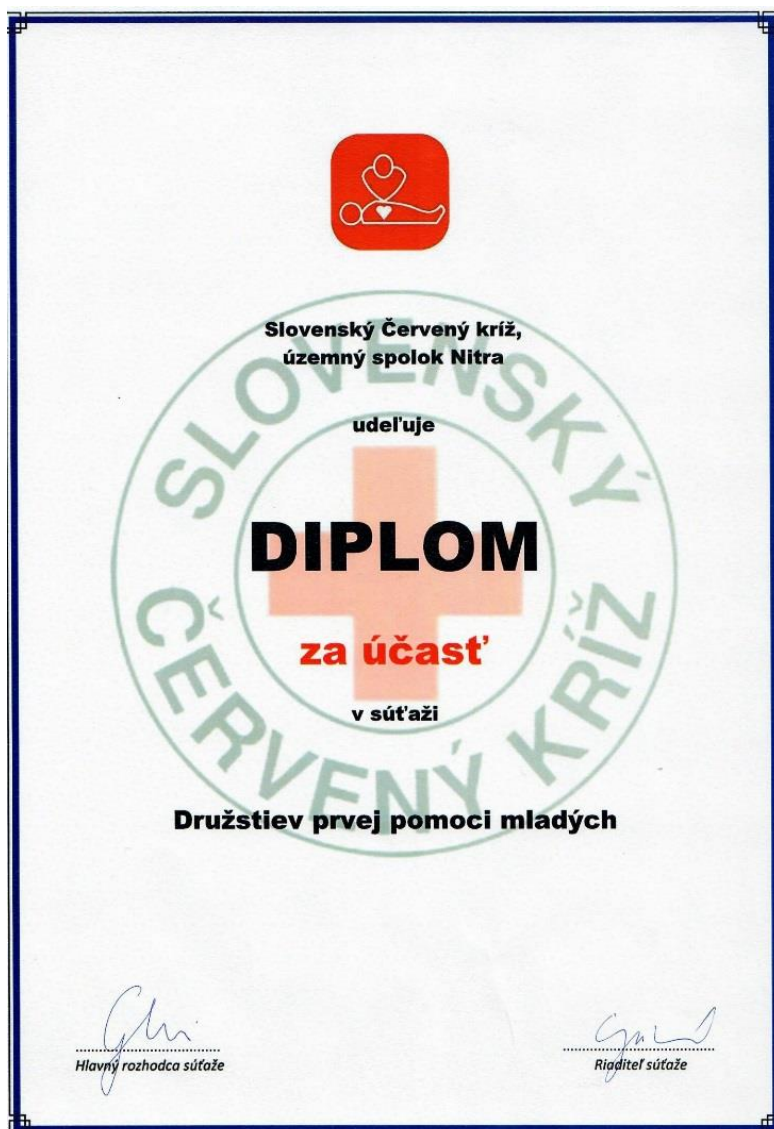 Slovenský Červený kríž,
územný spolok Nitra
udeľuje
DIPLOM
za účasť
v súťaži
Družstiev prvej pomoci mladých
SLOVENSKÝ
ČERVENÝ KRÍŽ
Hlavný rozhodca súťaže
Riaditeľ súťaže